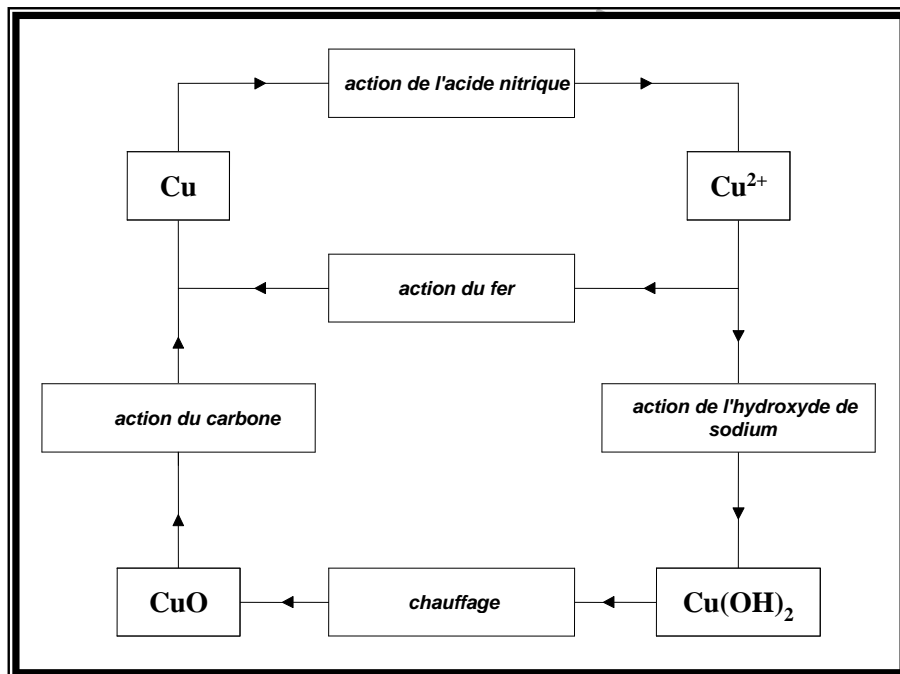 action de l'acide nitrique
Cu
Cu²⁺
action du fer
action du carbone
action de l'hydroxyde de
sodium
CuO
chauffage
Cu(OH)₂